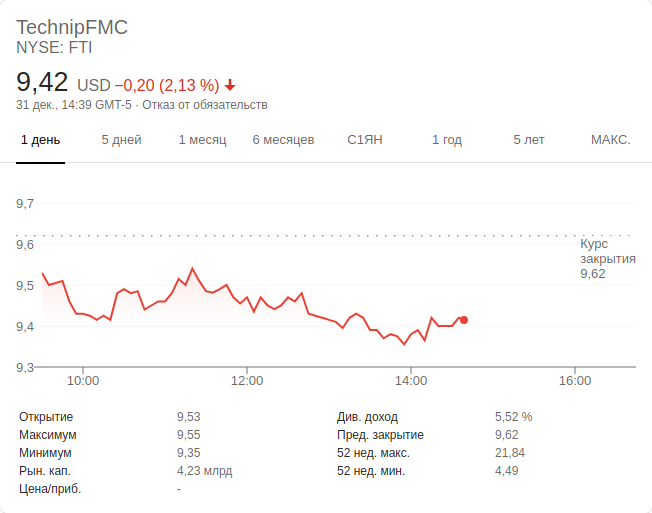 TechnipFMC
NYSE: FTI
9,42 USD −0,20 (2,13 %)
31 дек., 14:39 GMT-5 · Отказ от обязательств
1 день 5 дней 1 месяц 6 месяцев С1ЯН 1 год 5 лет МАКС.
9,7
9,6
Курс
закрытия
9,62
9,5
9,4
9,3
10:00 12:00 14:00 16:00
Открытие 9,53 Див. доход 5,52 %
Максимум 9,55 Пред. закрытие 9,62
Минимум 9,35 52 нед. макс. 21,84
Рын. кап. 4,23 млрд 52 нед. мин. 4,49
Цена/приб. -